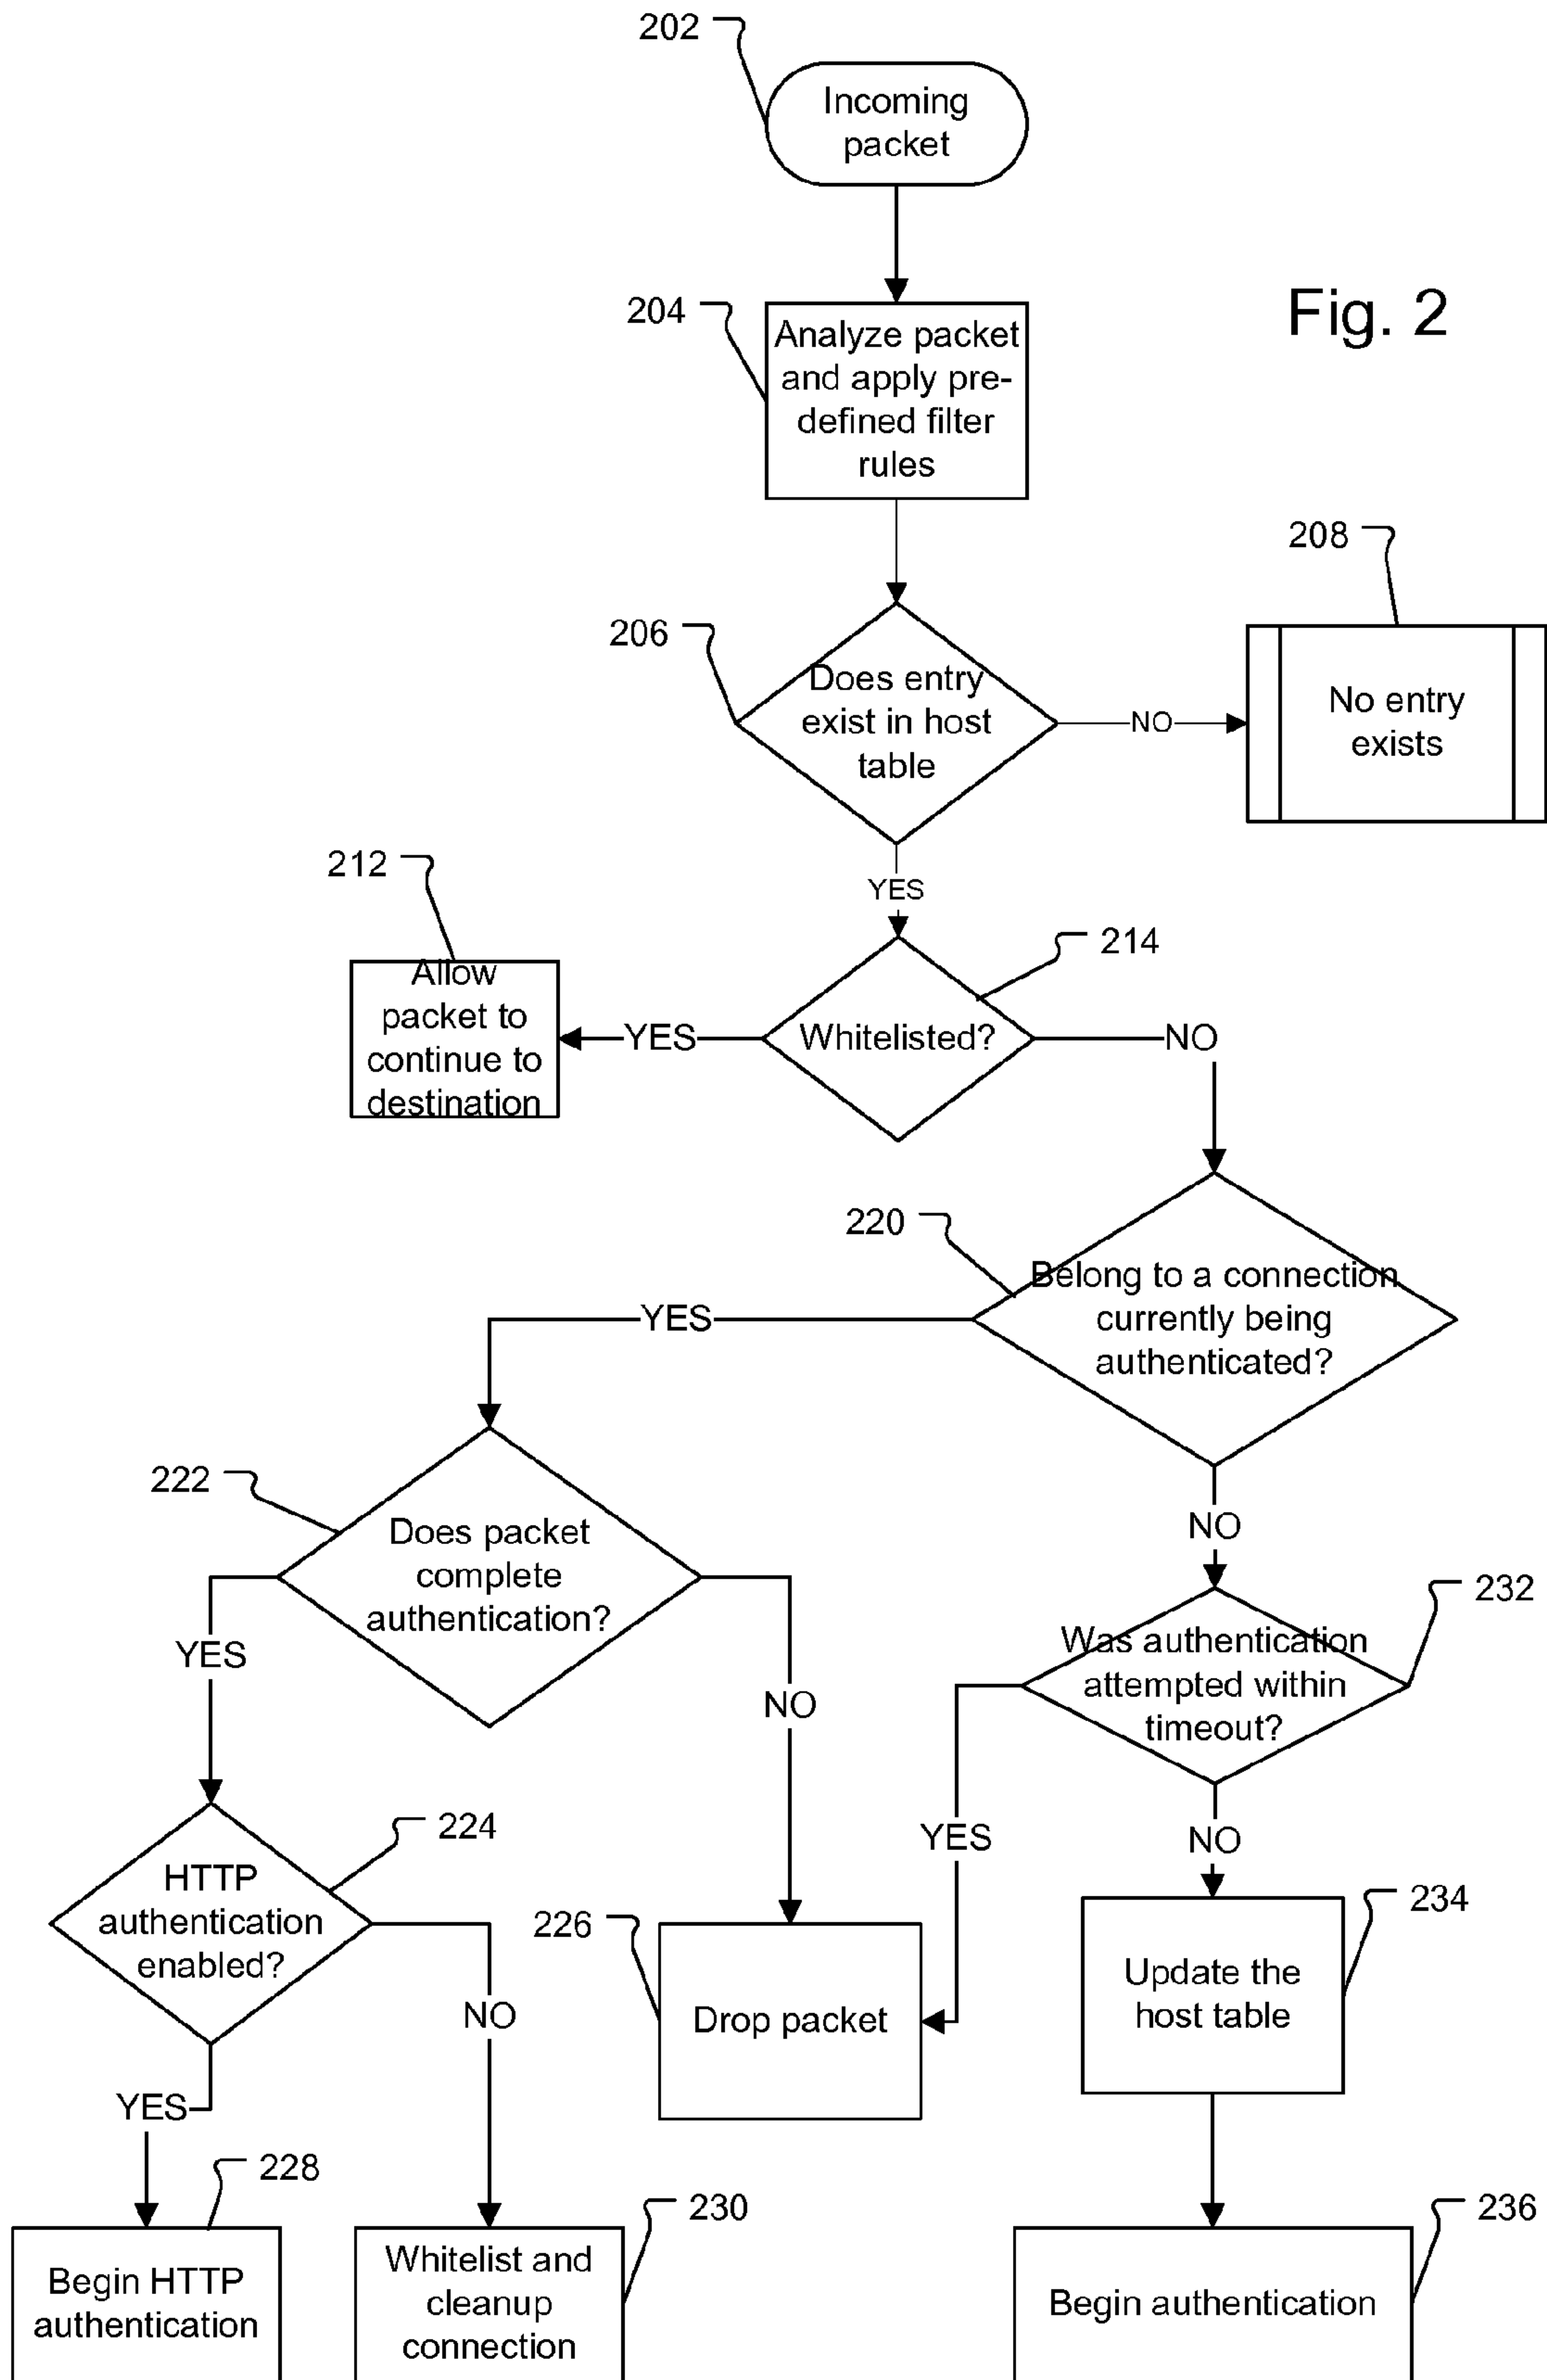 202
Incoming
packet
Fig. 2
204
Analyze packet
and apply pre-
defined filter
rules
208
206
Does entry
exist in host
table
NO
No entry
exists
YES
212
214
Allow
packet to
continue to
destination
YES
Whitelisted?
NO
220
Belong to a connection
currently being
authenticated?
YES
222
Does packet
complete
authentication?
NO
232
Was authentication
attempted within
timeout?
YES
NO
YES
NO
224
HTTP
authentication
enabled?
226
Drop packet
234
Update the
host table
NO
YES
228
Begin HTTP
authentication
230
Whitelist and
cleanup
connection
236
Begin authentication